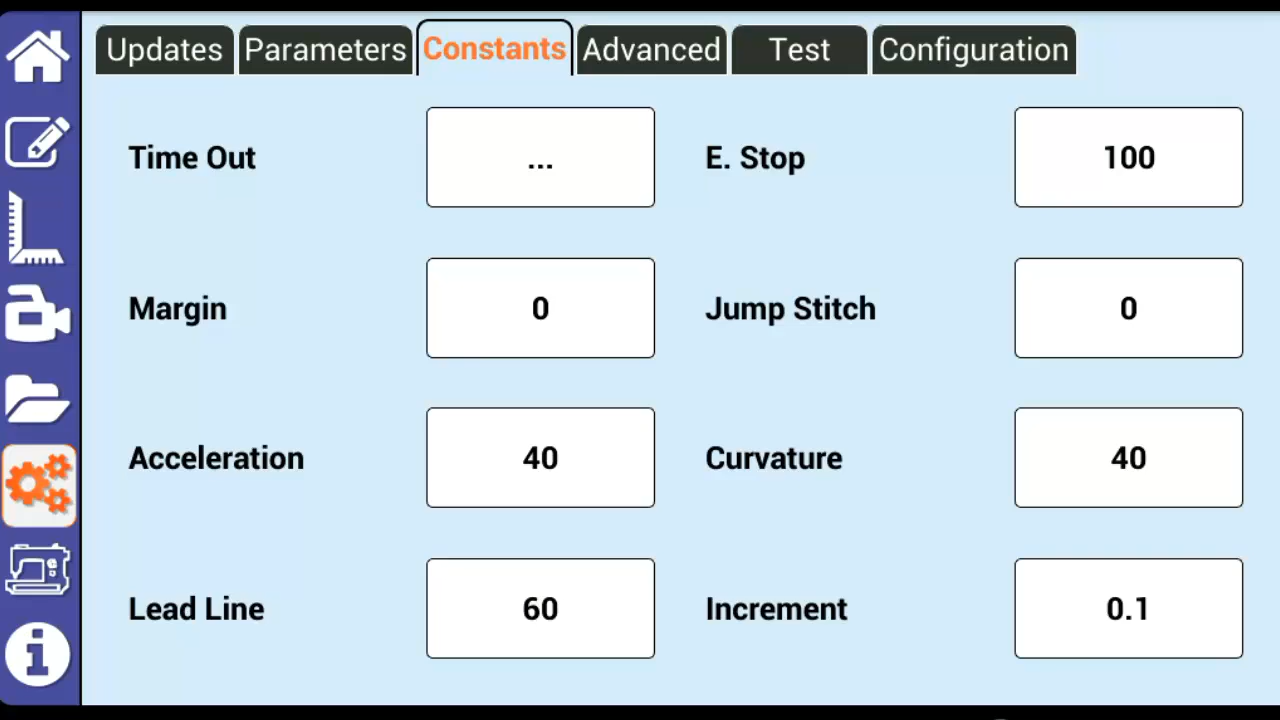 Updates Parameters Constants Advanced Test Configuration
Time Out ... E. Stop 100
Margin 0 Jump Stitch 0
Acceleration 40 Curvature 40
Lead Line 60 Increment 0.1